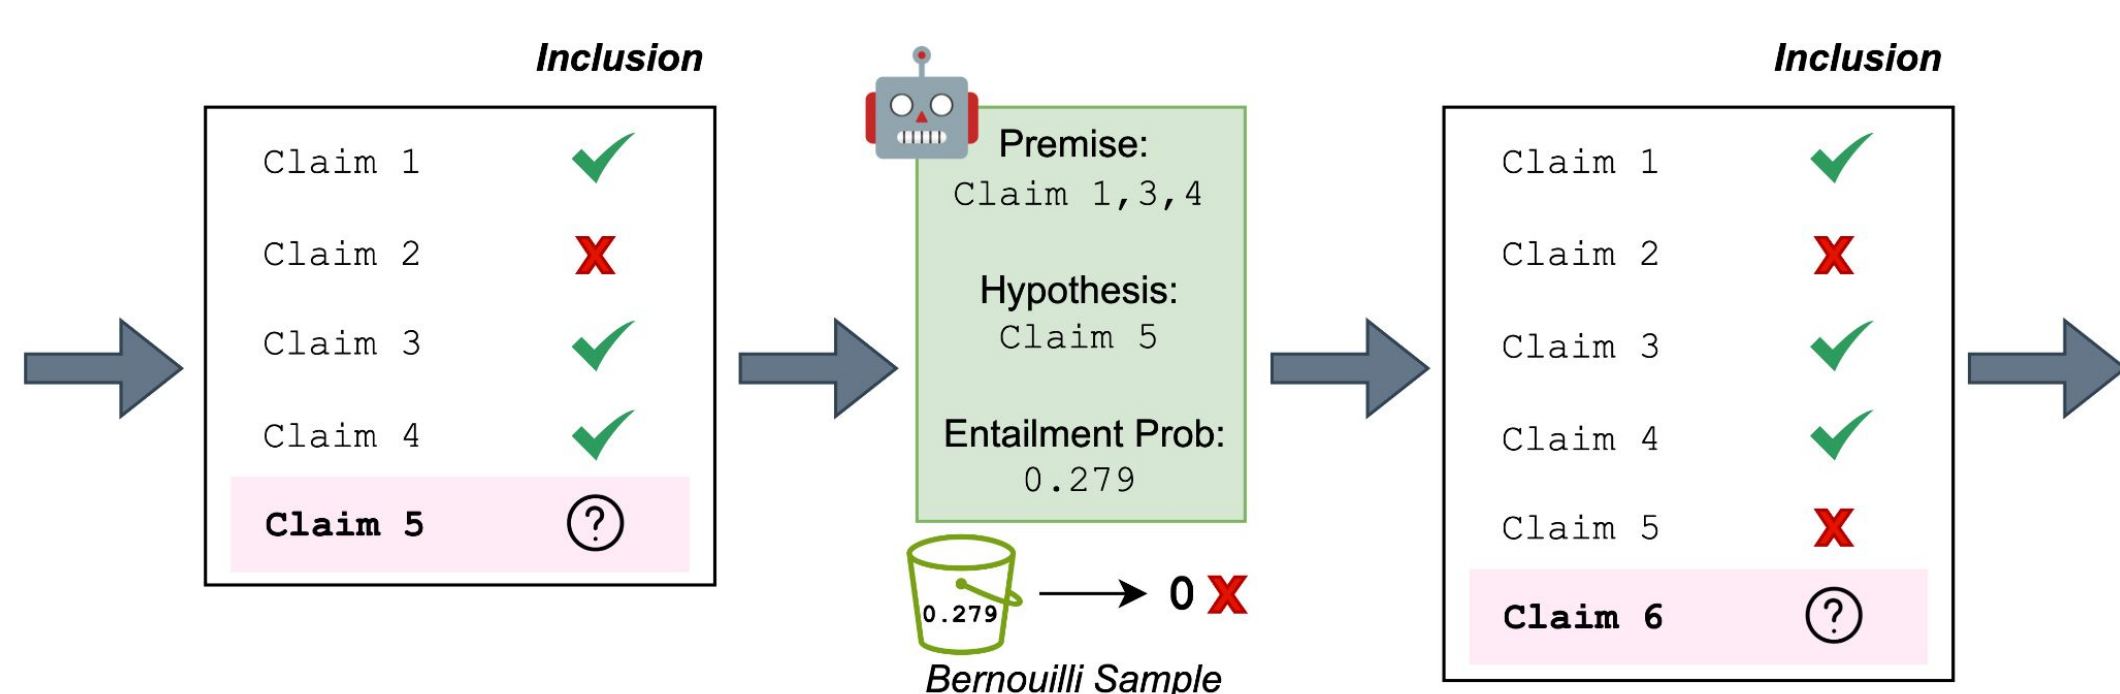 Inclusion
Claim 1
Claim 2
Claim 3
Claim 4
Claim 5 ?
Premise:
Claim 1,3,4
Hypothesis:
Claim 5
Entailment Prob:
0.279
0.279
0 X
Bernouilli Sample
Inclusion
Claim 1
Claim 2
Claim 3
Claim 4
Claim 5
Claim 6 ?